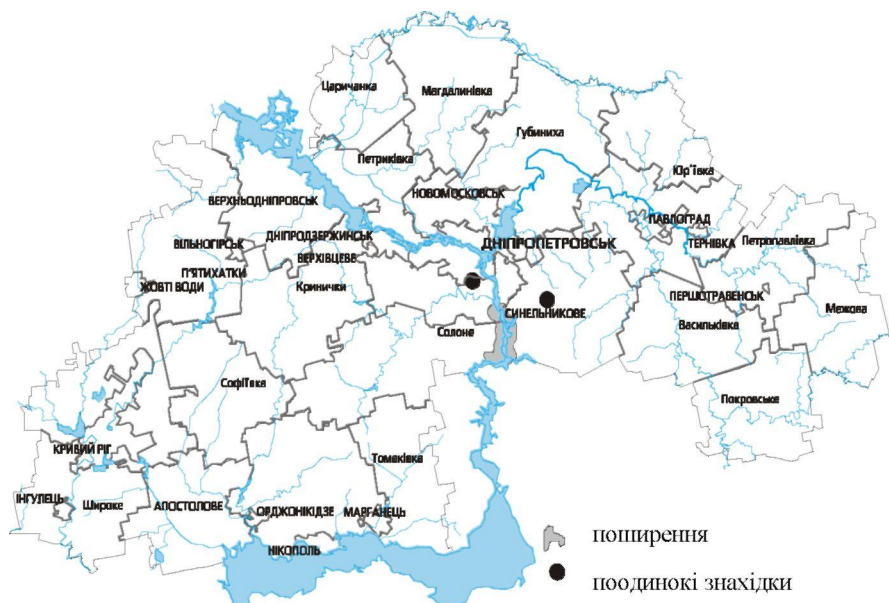 Царичанка
Магдалинівка
Губиниха
Петриківка
Юр'ївка
НОВОМОСКОВСЬК
ВЕРХНЬОДНІПРОВСЬК
ПАВЛОГРАД
ДНІПРОДЗЕРЖИНСЬК
ДНІПРОПЕТРОВСЬК
ТЕРНІВКА
Петропавлівка
ВІЛЬНОГІРСЬК
ВЕРХІВЦЕВЕ
П'ЯТИХАТКИ
ЖОВТІ ВОДИ
Кринички
ПЕРШОТРАВЕНСЬК
СИНЕЛЬНИКОВЕ
Межова
Васильківка
Солоне
Софіївка
Покровське
КРИВИЙ РІГ
Томаківка
ІНГУЛЕЦЬ
Широке
АПОСТОЛОВЕ
ОРДЖОНІКІДЗЕ
МАРГАНЕЦЬ
НІКОПОЛЬ
поширення
поодинокі знахідки